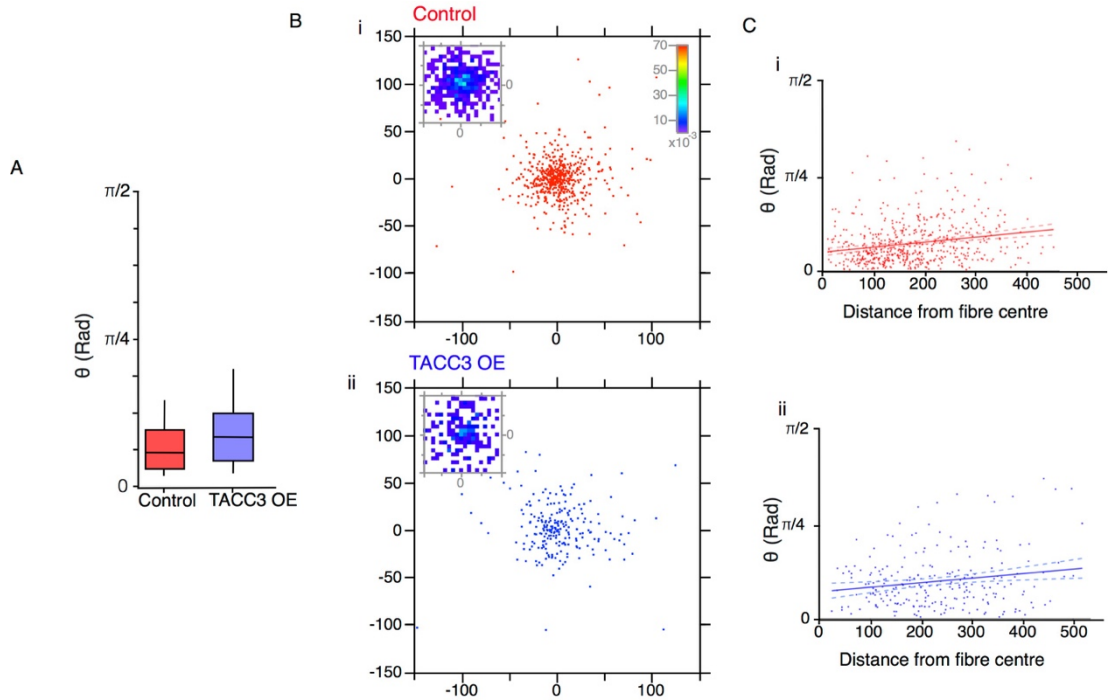 A
π/2
π/4
0
θ (Rad)
Control
TACC3 OE
B
i
Control
150
100
50
0
-50
-100
-150
-100
0
100
0
0
70
50
30
10
x10-3
ii
TACC3 OE
150
100
50
0
-50
-100
-150
-100
0
100
0
0
C
i
π/2
π/4
0
θ (Rad)
0
100
200
300
400
500
Distance from fibre centre
ii
π/2
π/4
0
θ (Rad)
0
100
200
300
400
500
Distance from fibre centre